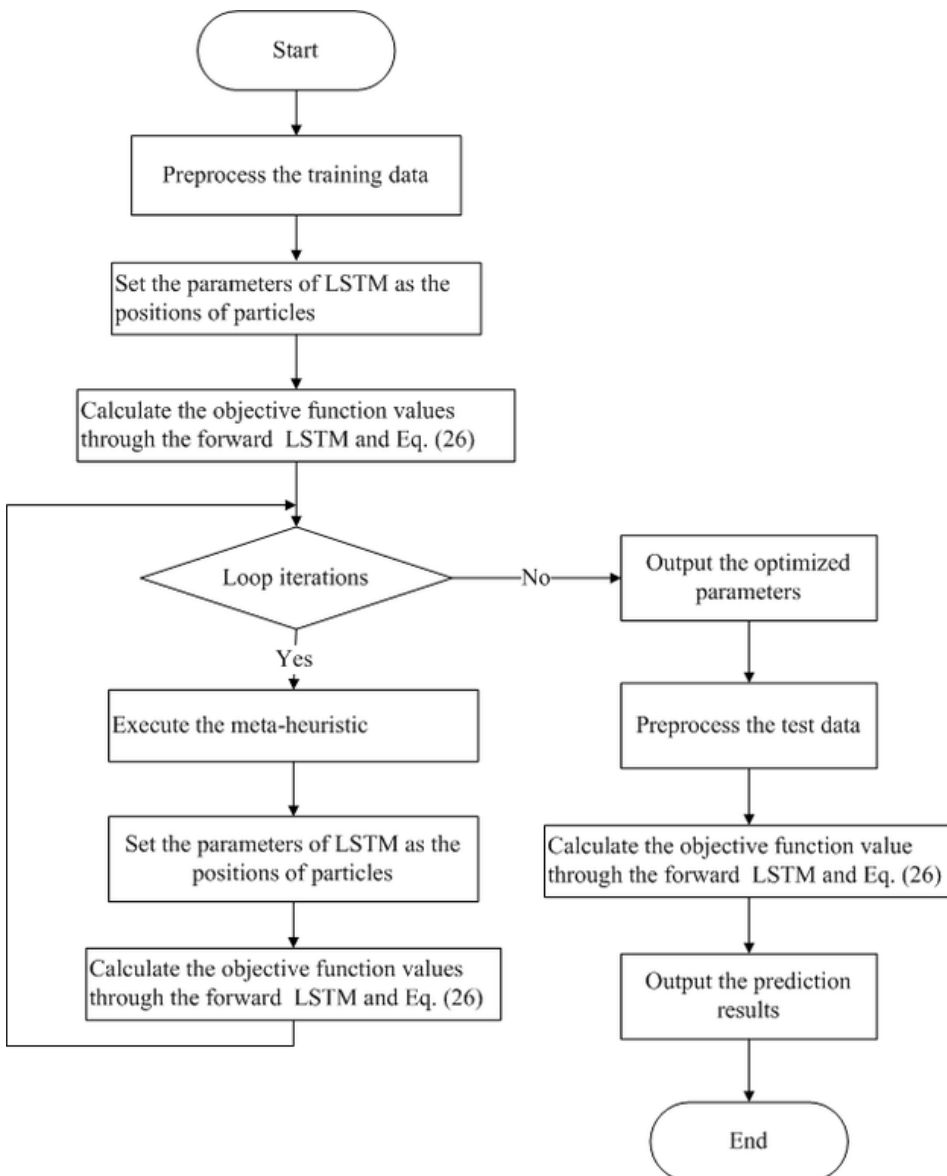 Start
Preprocess the training data
Set the parameters of LSTM as the
positions of particles
Calculate the objective function values
through the forward LSTM and Eq. (26)
Loop iterations
No
Yes
Execute the meta-heuristic
Set the parameters of LSTM as the
positions of particles
Calculate the objective function values
through the forward LSTM and Eq. (26)
Output the optimized
parameters
Preprocess the test data
Calculate the objective function value
through the forward LSTM and Eq. (26)
Output the prediction
results
End